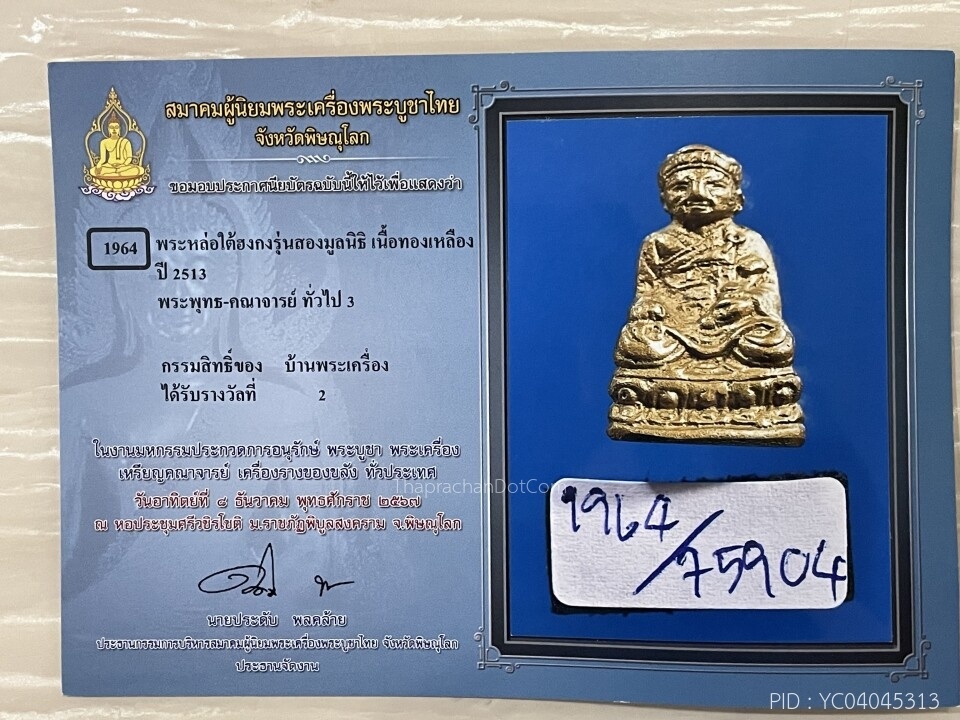 สมาคมผู้นิยมพระเครื่องพระบูชาไทย
จังหวัดพิษณุโลก
ขอมอบประกาศนียบัตรฉบับนี้ให้ไว้เพื่อแสดงว่า
1964 พระหล่อใต้ฮงกงรุ่นสองมูลนิธิ เนื้อทองเหลือง
ปี 2513
พระพุทธ-คณาจารย์ ทั่วไป 3
กรรมสิทธิ์ของ บ้านพระเครื่อง
ได้รับรางวัลที่ 2
ในงานมหกรรมประกวดการอนุรักษ์ พระบูชา พระเครื่อง
เหรียญคณาจารย์ เครื่องรางของขลัง ทั่วประเทศ
วันอาทิตย์ที่ ๘ ธันวาคม พุทธศักราช ๒๕๖๗
ณ หอประชุมศรีวชิรโชติ ม.ราชภัฏพิบูลสงคราม จ.พิษณุโลก
นายประดับ พลคล้าย
ประธานกรรมการบริหารสมาคมผู้นิยมพระเครื่องพระบูชาไทย จังหวัดพิษณุโลก
ประธานจัดงาน
1964/75904
ThaprachanDotCom
PID : YC04045313